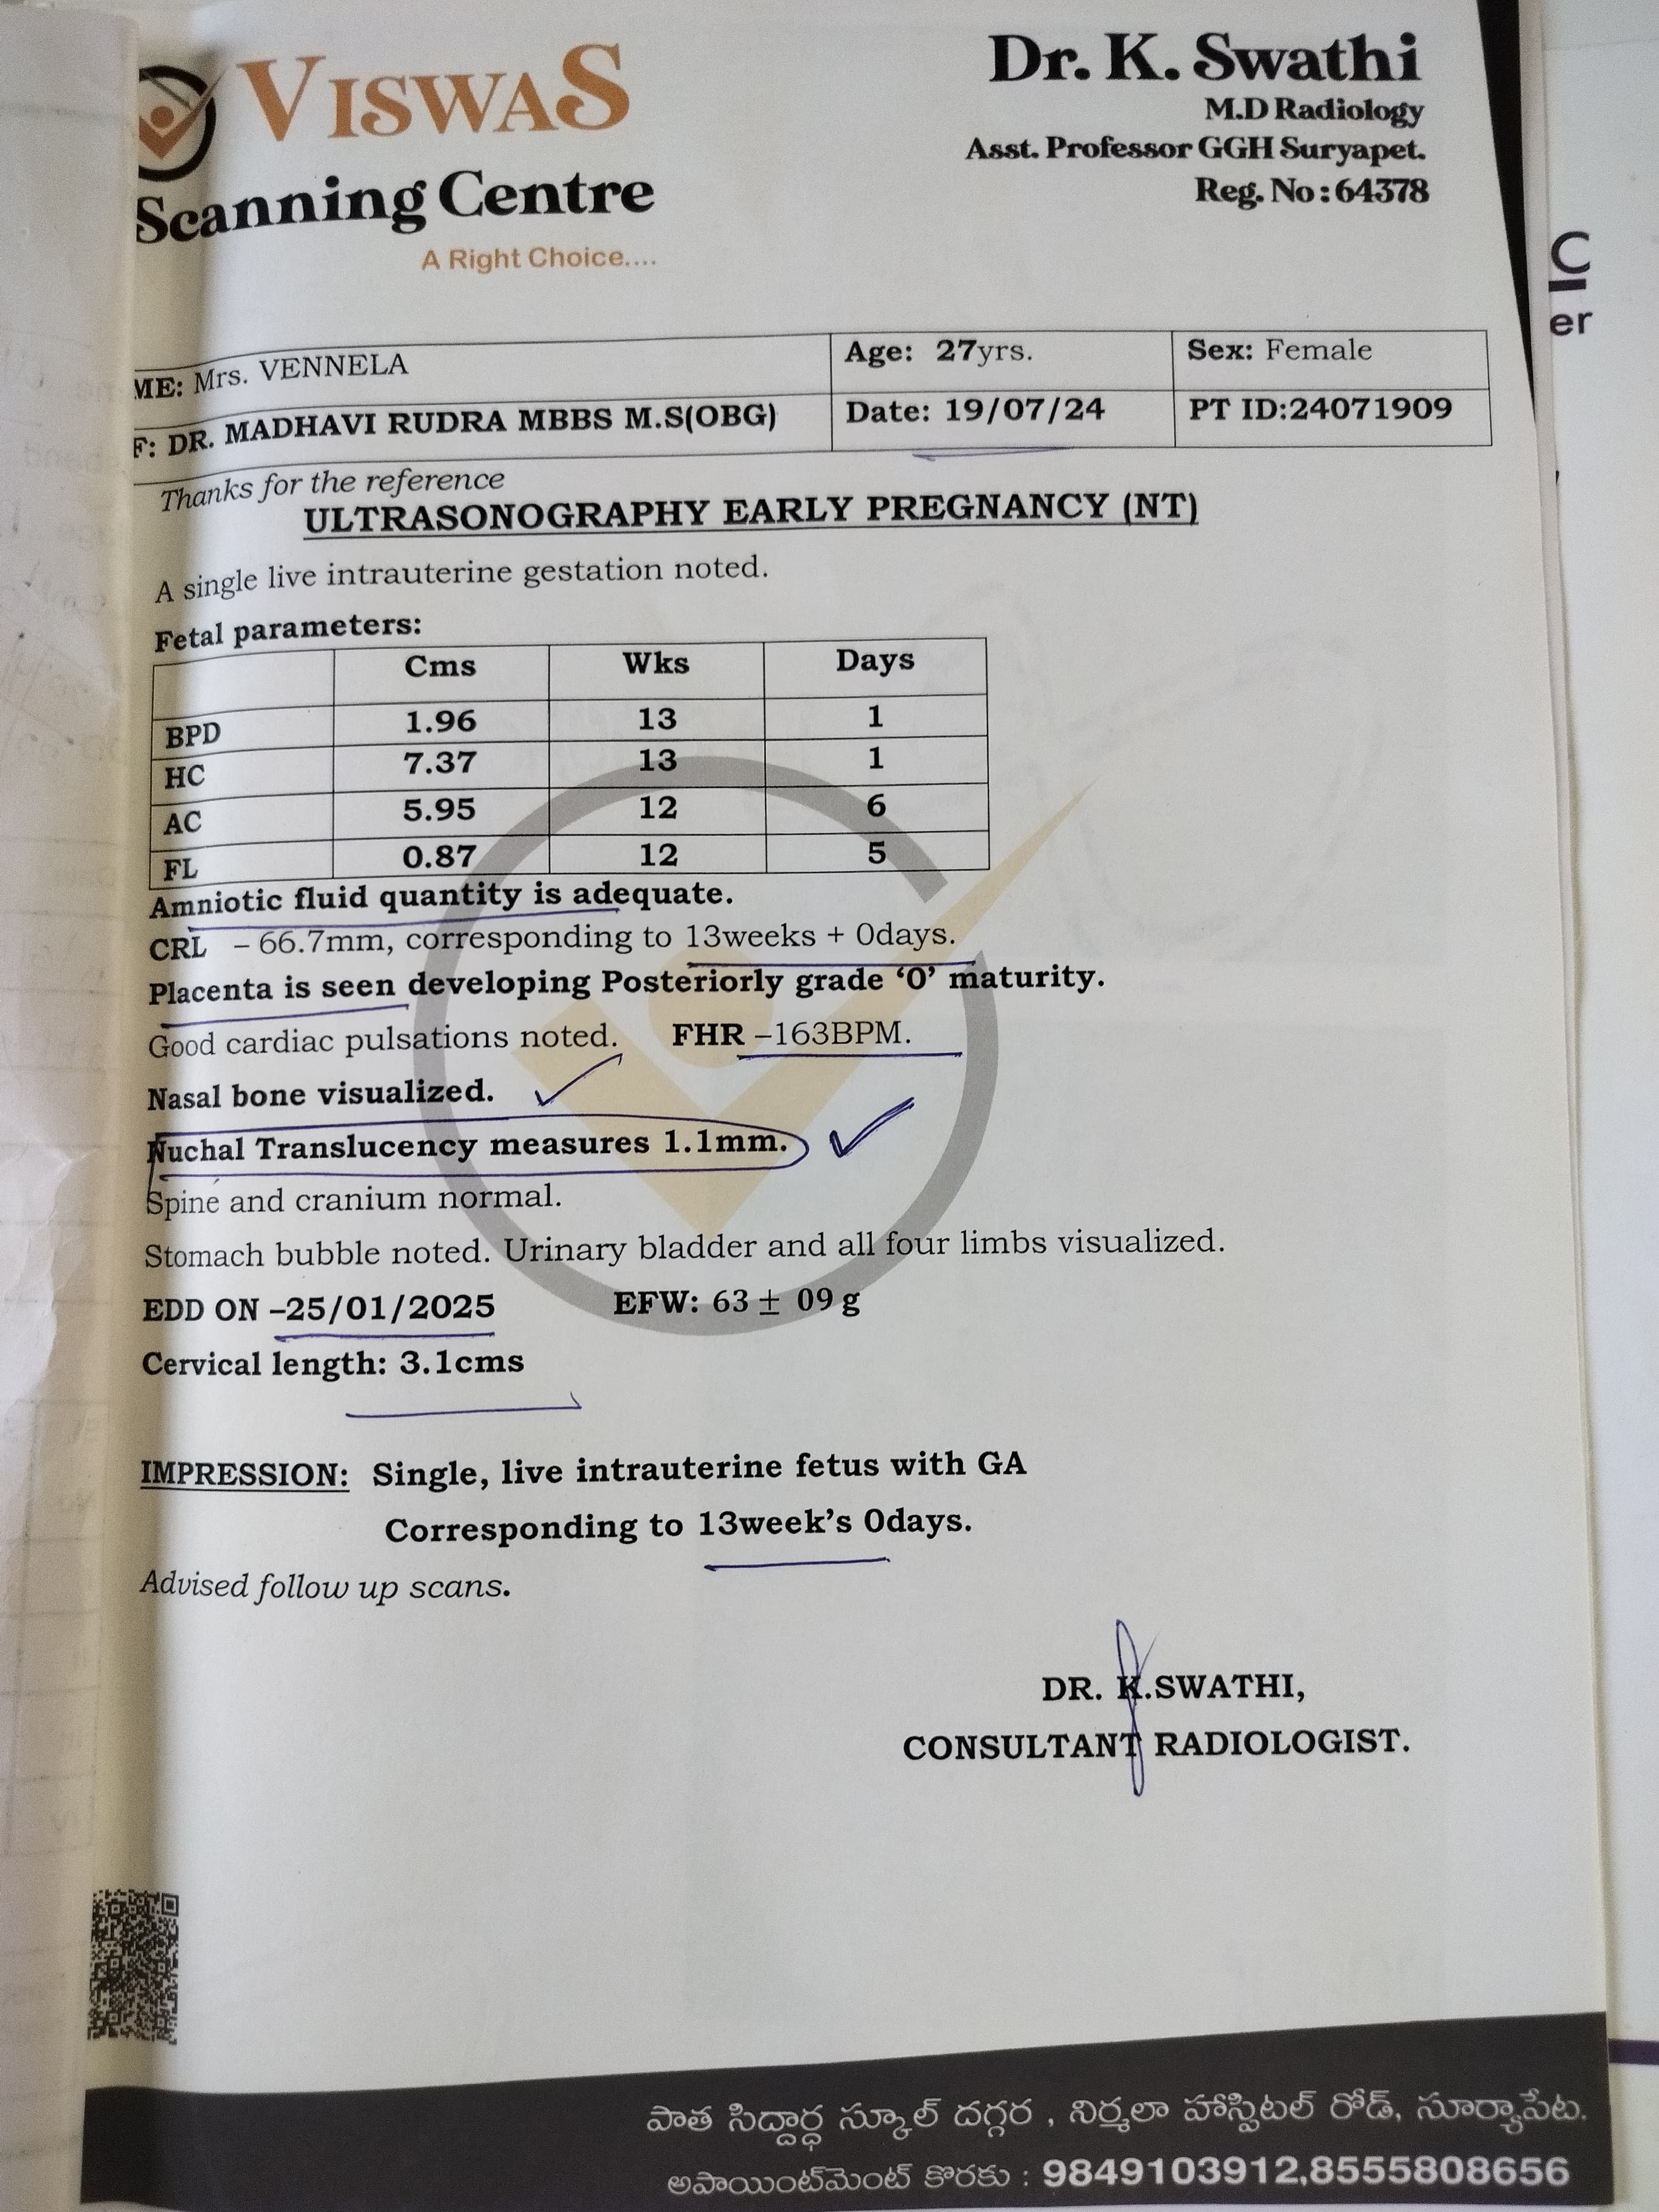 VISWAS
Scanning Centre
A Right Choice....
Dr. K. Swathi
M.D Radiology
Asst. Professor GGH Suryapet.
Reg. No : 64378
C
er
ME: Mrs. VENNELA Age: 27yrs. Sex: Female
F: DR. MADHAVI RUDRA MBBS M.S(OBG) Date: 19/07/24 PT ID:24071909
Thanks for the reference
ULTRASONOGRAPHY EARLY PREGNANCY (NT)
A single live intrauterine gestation noted.
Fetal parameters:
Cms Wks Days
BPD 1.96 13 1
HC 7.37 13 1
AC 5.95 12 6
FL 0.87 12 5
Amniotic fluid quantity is adequate.
CRL – 66.7mm, corresponding to 13weeks + 0days.
Placenta is seen developing Posteriorly grade ‘0’ maturity.
Good cardiac pulsations noted. FHR –163BPM.
Nasal bone visualized.
Nuchal Translucency measures 1.1mm.
Spine and cranium normal.
Stomach bubble noted. Urinary bladder and all four limbs visualized.
EDD ON –25/01/2025 EFW: 63 ± 09 g
Cervical length: 3.1cms
IMPRESSION: Single, live intrauterine fetus with GA
Corresponding to 13week’s 0days.
Advised follow up scans.
DR. K.SWATHI,
CONSULTANT RADIOLOGIST.
పాత సిద్దార్ధ స్కూల్ దగ్గర , నిర్మలా హాస్పిటల్ రోడ్, సూర్యాపేట.
అపాయింట్‌మెంట్ కొరకు : 9849103912,8555808656